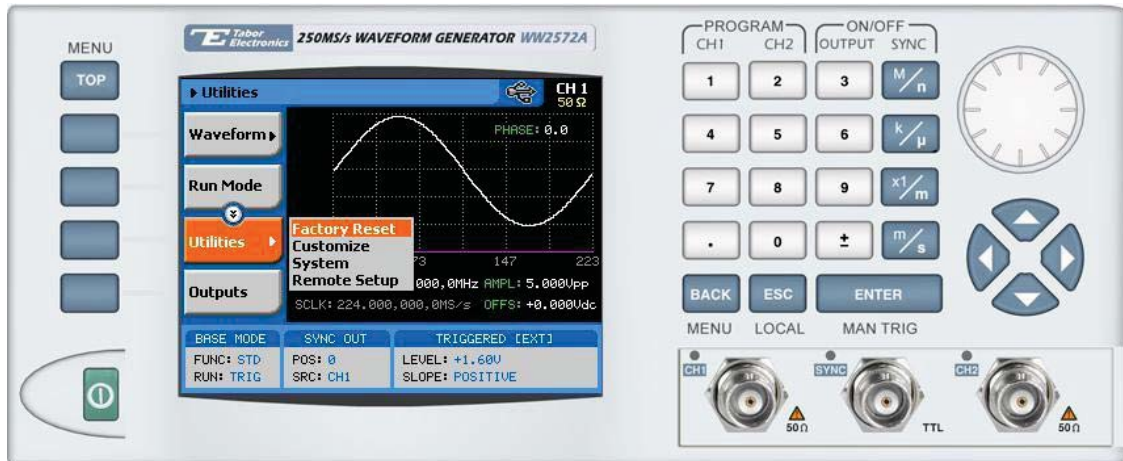 MENU
TOP
Tabor Electronics 250MS/s WAVEFORM GENERATOR WW2572A
Utilities CH 1
50 Ω
Waveform
PHASE: 0.0
Run Mode
Utilities
Factory Reset
Customize
System
Remote Setup
73 147 223
000,0MHz AMPL: 5.000Vpp
Outputs
SCLK: 224.000,000,0MS/s OFFS: +0.000Vdc
BASE MODE SYNC OUT TRIGGERED [EXT]
FUNC: STD POS: 0 LEVEL: +1.60V
RUN: TRIG SRC: CH1 SLOPE: POSITIVE
PROGRAM ON/OFF
CH1 CH2 OUTPUT SYNC
1 2 3 M/n
4 5 6 k/µ
7 8 9 x1/m
. 0 ± m/s
BACK ESC ENTER
MENU LOCAL MAN TRIG
CH1 SYNC CH2
50Ω TTL 50Ω